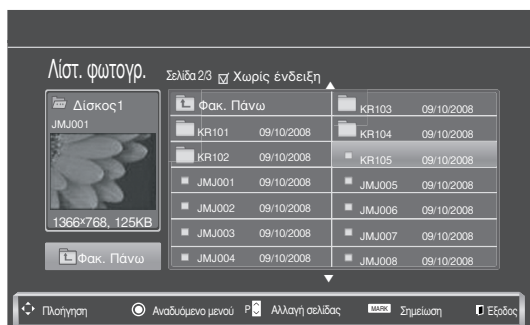 Λίστ. φωτογρ.
Σελίδα 2/3 Χωρίς ένδειξη
Δίσκος1
JMJ001
1366×768, 125KB
Φακ. Πάνω
Φακ. Πάνω
KR101 09/10/2008
KR102 09/10/2008
JMJ001 09/10/2008
JMJ002 09/10/2008
JMJ003 09/10/2008
JMJ004 09/10/2008
KR103 09/10/2008
KR104 09/10/2008
KR105 09/10/2008
JMJ005 09/10/2008
JMJ006 09/10/2008
JMJ007 09/10/2008
JMJ008 09/10/2008
Πλοήγηση Αναδυόμενο μενού P Αλλαγή σελίδας MARK Σημείωση Έξοδος